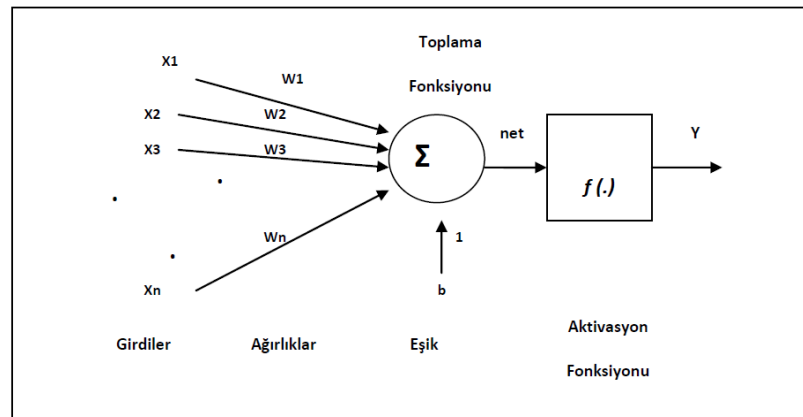 Toplama
Fonksiyonu
X1
W1
X2
W2
X3
W3
Σ
net
f (.)
Y
Wn
1
Xn
b
Girdiler
Ağırlıklar
Eşik
Aktivasyon
Fonksiyonu